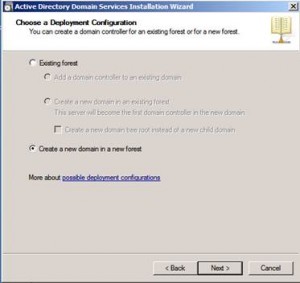 Active Directory Domain Services Installation Wizard
Choose a Deployment Configuration
You can create a domain controller for an existing forest or for a new forest.
Existing forest
Add a domain controller to an existing domain
Create a new domain in an existing forest
This server will become the first domain controller in the new domain.
Create a new domain tree root instead of a new child domain
Create a new domain in a new forest
More about possible deployment configurations
< Back
Next >
Cancel